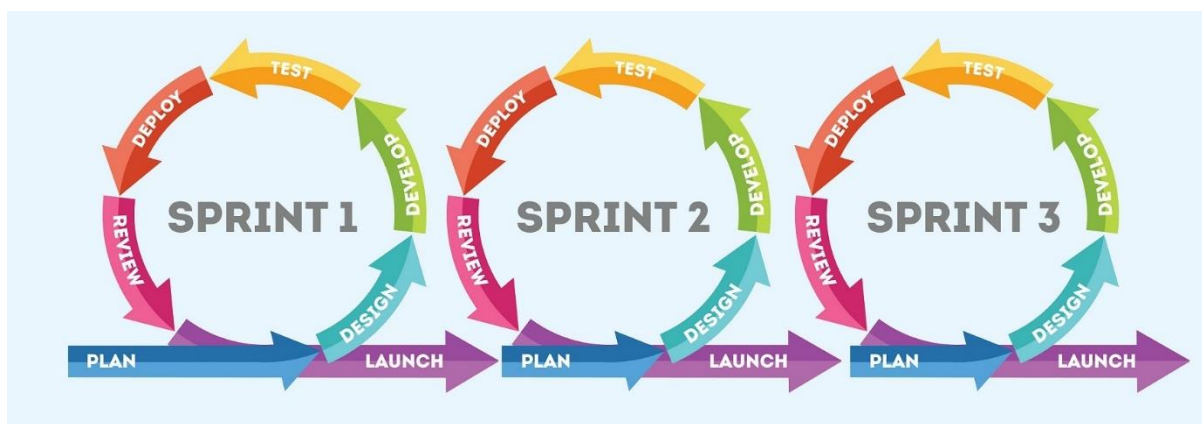 SPRINT 1
PLAN
DESIGN
DEVELOP
TEST
DEPLOY
REVIEW
LAUNCH
SPRINT 2
PLAN
DESIGN
DEVELOP
TEST
DEPLOY
REVIEW
LAUNCH
SPRINT 3
PLAN
DESIGN
DEVELOP
TEST
DEPLOY
REVIEW
LAUNCH